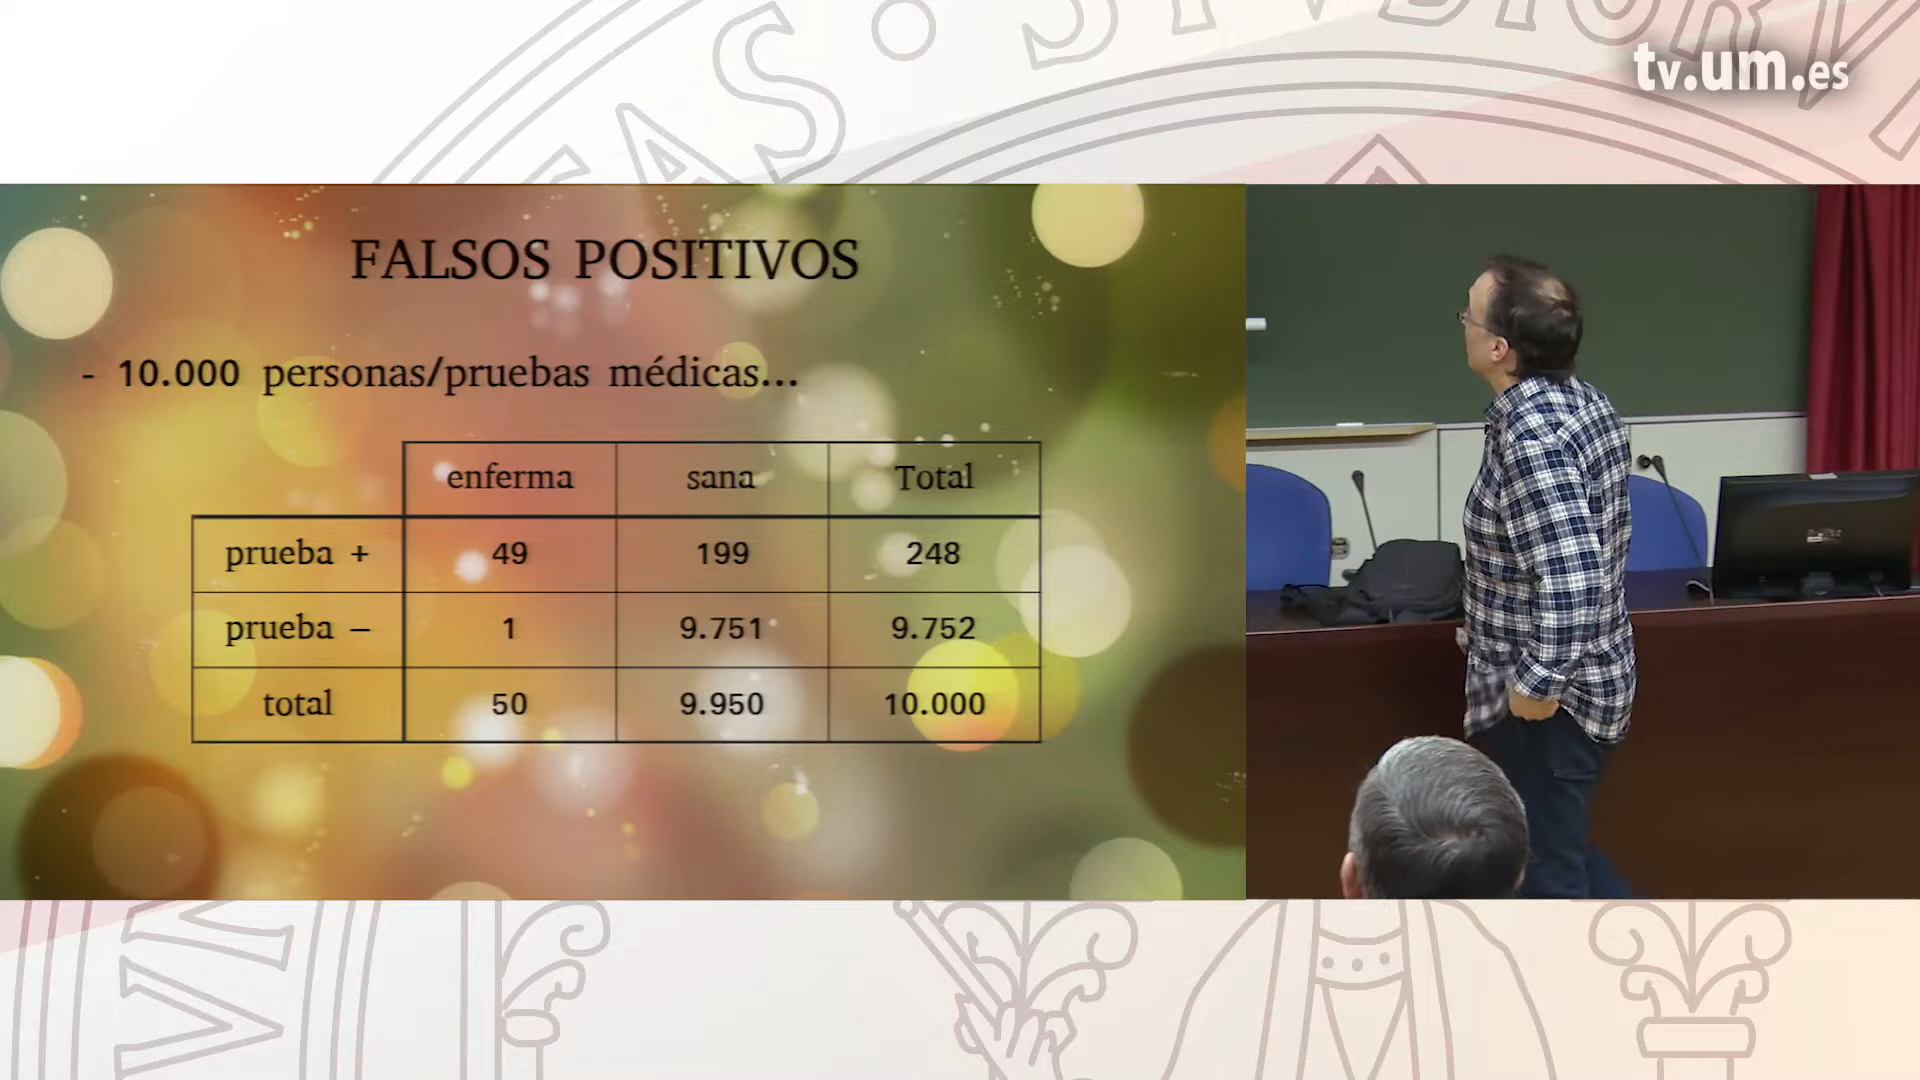 tv.um.es
FALSOS POSITIVOS
- 10.000 personas/pruebas médicas...
enferma sana Total
prueba + 49 199 248
prueba – 1 9.751 9.752
total 50 9.950 10.000